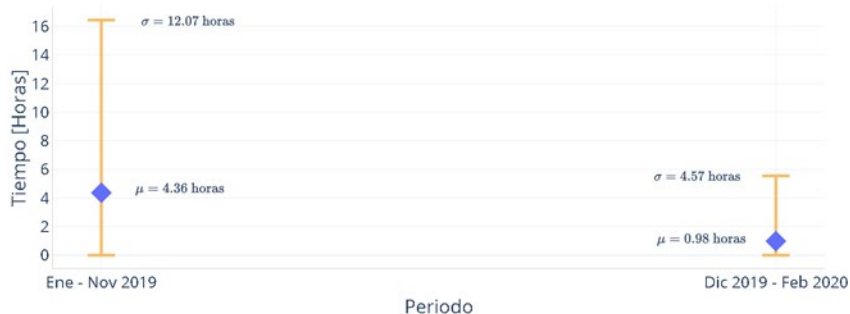 Tiempo [Horas]
16
14
12
10
8
6
4
2
0
σ = 12.07 horas
μ = 4.36 horas
σ = 4.57 horas
μ = 0.98 horas
Ene - Nov 2019
Dic 2019 - Feb 2020
Periodo